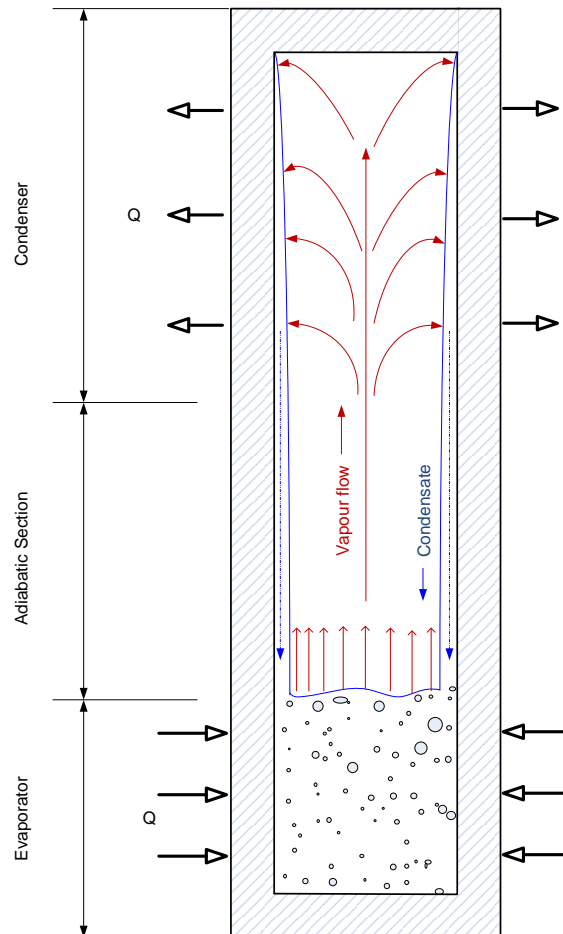 Condenser
Q
Adiabatic Section
Vapour flow
Condensate
Evaporator
Q